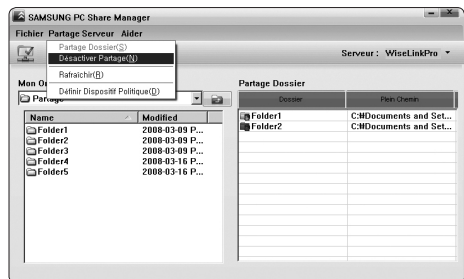 SAMSUNG PC Share Manager
Fichier Partage Serveur Aider
Partage Dossier(S)
Désactiver Partage(N)
Rafraîchir(R)
Définir Dispositif Politique(D)
Serveur : WiseLinkPro
Mon Or
Partage
Name Modified
Folder1 2008-03-09 P...
Folder2 2008-03-09 P...
Folder3 2008-03-09 P...
Folder4 2008-03-16 P...
Folder5 2008-03-16 P...
Partage Dossier
Dossier Plein Chemin
Folder1 C:₩Documents and Set...
Folder2 C:₩Documents and Set...